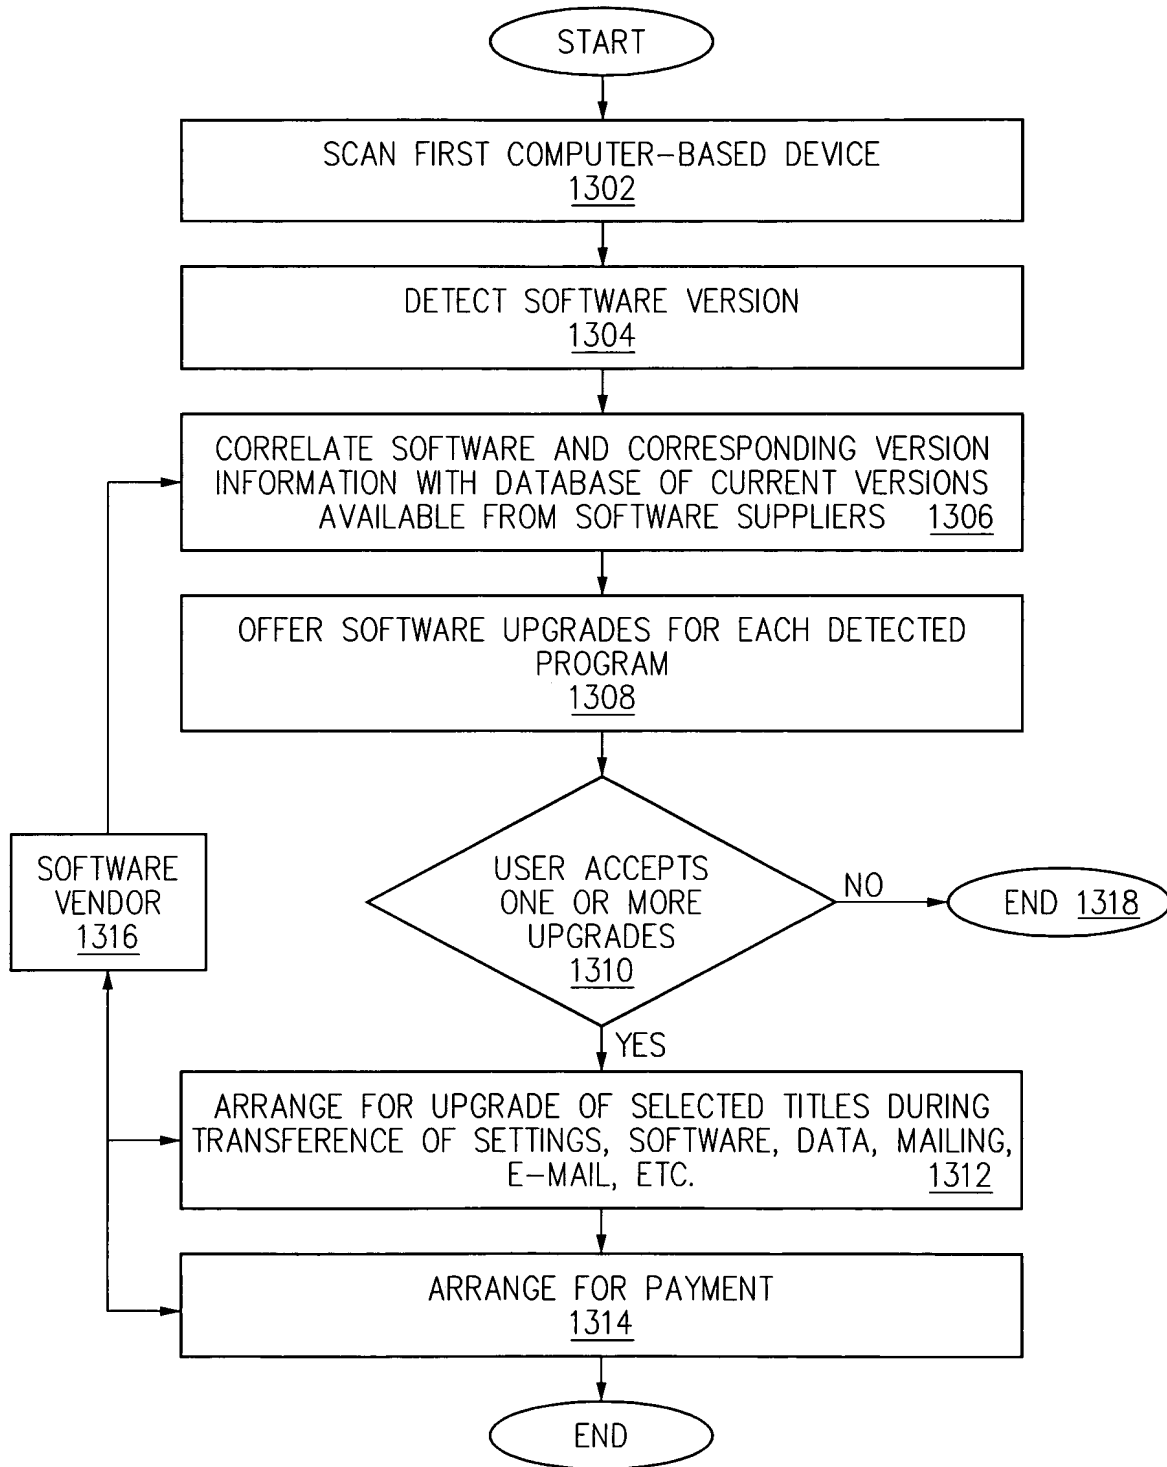 START
SCAN FIRST COMPUTER-BASED DEVICE
1302
DETECT SOFTWARE VERSION
1304
CORRELATE SOFTWARE AND CORRESPONDING VERSION
INFORMATION WITH DATABASE OF CURRENT VERSIONS
AVAILABLE FROM SOFTWARE SUPPLIERS 1306
OFFER SOFTWARE UPGRADES FOR EACH DETECTED
PROGRAM
1308
SOFTWARE
VENDOR
1316
USER ACCEPTS
ONE OR MORE
UPGRADES
1310
NO
END 1318
YES
ARRANGE FOR UPGRADE OF SELECTED TITLES DURING
TRANSFERENCE OF SETTINGS, SOFTWARE, DATA, MAILING,
E-MAIL, ETC. 1312
ARRANGE FOR PAYMENT
1314
END